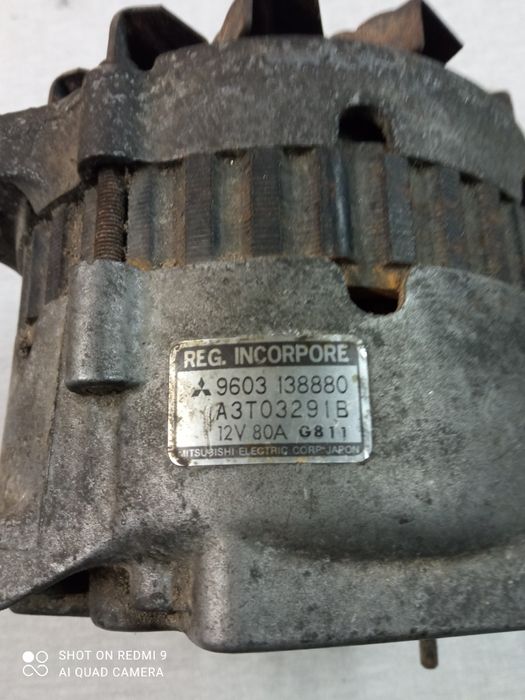 REG. INCORPORE
9603 138880
A3T03291B
12V 80A G811
MITSUBISHI ELECTRIC CORP. JAPON
SHOT ON REDMI 9
AI QUAD CAMERA